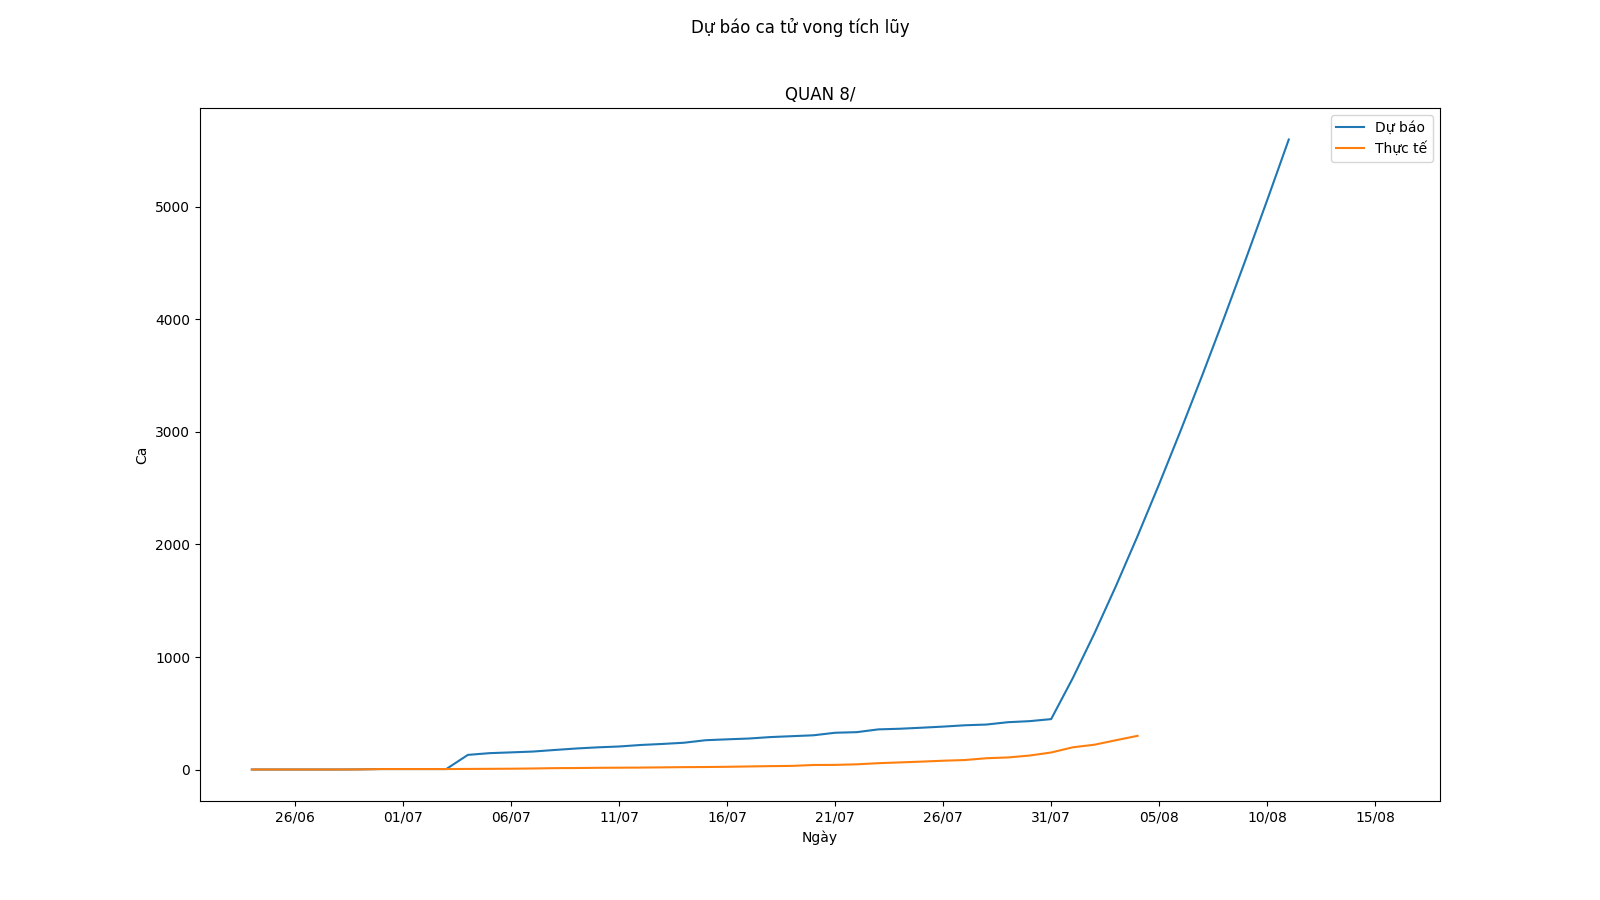 Dự báo ca tử vong tích lũy
QUAN 8/
Dự báo
Thực tế
5000
4000
3000
2000
1000
0
Ca
26/06 01/07 06/07 11/07 16/07 21/07 26/07 31/07 05/08 10/08 15/08
Ngày